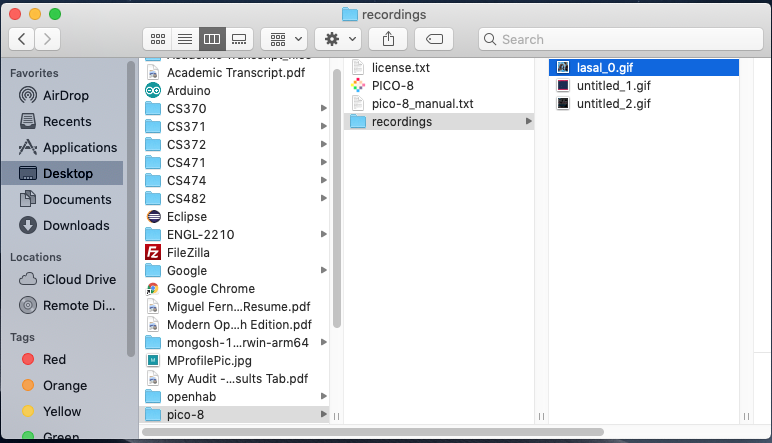 recordings
Search
Favorites
AirDrop
Recents
Applications
Desktop
Documents
Downloads
Locations
iCloud Drive
Remote Di...
Tags
Red
Orange
Yellow
Green
Academic Transcript_files
Academic Transcript.pdf
Arduino
CS370
CS371
CS372
CS471
CS474
CS482
Eclipse
ENGL-2210
FileZilla
Google
Google Chrome
Miguel Fern...Resume.pdf
Modern Op...h Edition.pdf
mongosh-1...rwin-arm64
MProfilePic.jpg
My Audit -...sults Tab.pdf
openhab
pico-8
license.txt
PICO-8
pico-8_manual.txt
recordings
lasal_0.gif
untitled_1.gif
untitled_2.gif